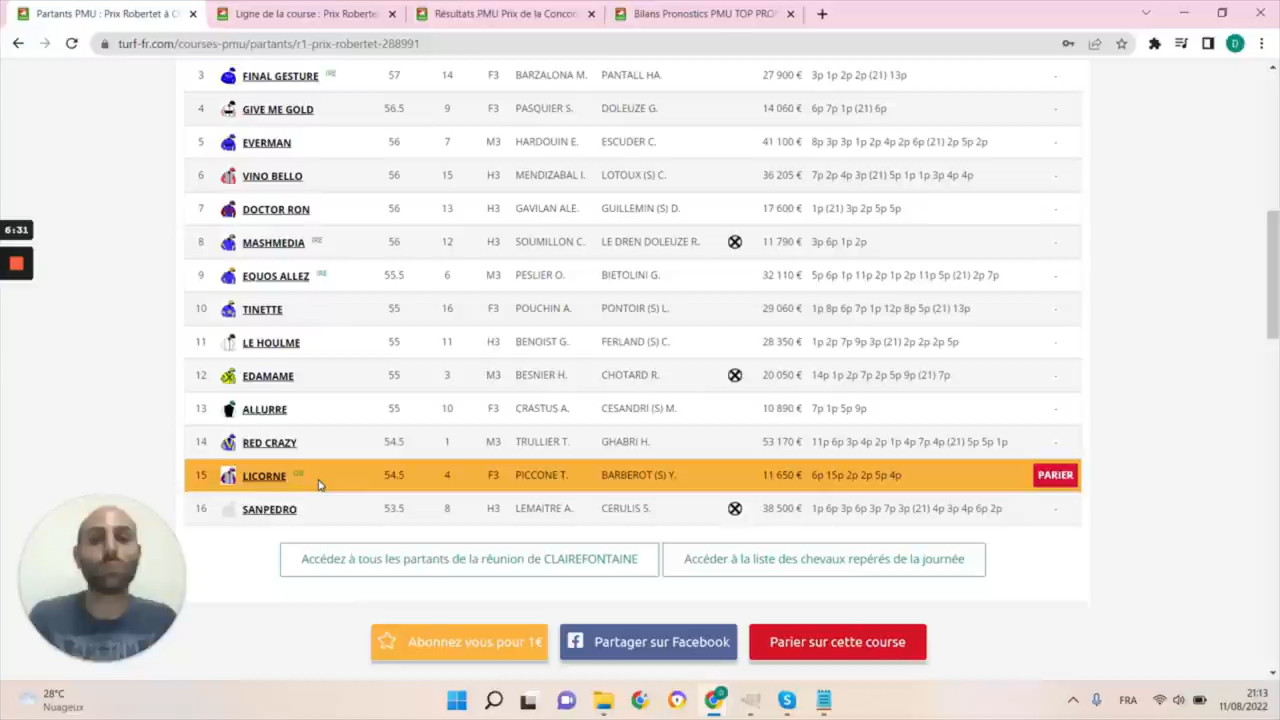 Partants PMU : Prix Robertet à C
Ligne de la course : Prix Roberte
Résultats PMU Prix de la Conco
Bilans Pronostics PMU TOP PRO
turf-fr.com/courses-pmu/partants/r1-prix-robertet-288991
D
3 FINAL GESTURE IRE 57 14 F3 BARZALONA M. PANTALL HA. 27 900 € 3p 1p 2p 2p (21) 13p -
4 GIVE ME GOLD 56.5 9 F3 PASQUIER S. DOLEUZE G. 14 060 € 6p 7p 1p (21) 6p -
5 EVERMAN 56 7 M3 HARDOUIN E. ESCUDER C. 41 100 € 8p 3p 3p 1p 2p 4p 2p 6p (21) 2p 5p 2p -
6 VINO BELLO 56 15 H3 MENDIZABAL I. LOTOUX (S) C. 36 205 € 7p 2p 4p 3p (21) 5p 1p 1p 3p 4p 4p -
7 DOCTOR RON 56 13 H3 GAVILAN ALE. GUILLEMIN (S) D. 17 600 € 1p (21) 3p 2p 5p 5p -
8 MASHMEDIA IRE 56 12 H3 SOUMILLON C. LE DREN DOLEUZE R. 11 790 € 3p 6p 1p 2p -
9 EQUOS ALLEZ IRE 55.5 6 M3 PESLIER O. BIETOLINI G. 32 110 € 5p 6p 1p 11p 2p 1p 2p 11p 5p (21) 2p 7p -
10 TINETTE 55 16 F3 POUCHIN A. PONTOIR (S) L. 29 060 € 1p 8p 6p 7p 1p 12p 8p 5p (21) 13p -
11 LE HOULME 55 11 H3 BENOIST G. FERLAND (S) C. 28 350 € 1p 2p 7p 9p 3p (21) 2p 2p 2p 5p -
12 EDAMAME 55 3 M3 BESNIER H. CHOTARD R. 20 050 € 14p 1p 2p 7p 2p 5p 9p (21) 7p -
13 ALLURRE 55 10 F3 CRASTUS A. CESANDRI (S) M. 10 890 € 7p 1p 5p 9p -
14 RED CRAZY 54.5 1 M3 TRULLIER T. GHABRI H. 53 170 € 11p 6p 3p 4p 2p 1p 4p 7p 4p (21) 5p 5p 1p -
15 LICORNE GB 54.5 4 F3 PICCONE T. BARBEROT (S) Y. 11 650 € 6p 15p 2p 2p 5p 4p PARIER
16 SANPEDRO 53.5 8 H3 LEMAITRE A. CERULIS S. 38 500 € 1p 6p 3p 6p 3p 7p 3p (21) 4p 3p 4p 6p 2p -
6:31
Accédez à tous les partants de la réunion de CLAIREFONTAINE
Accéder à la liste des chevaux repérés de la journée
Abonnez vous pour 1€
Partager sur Facebook
Parier sur cette course
28°C
Nuageux
FRA
21:13
11/08/2022